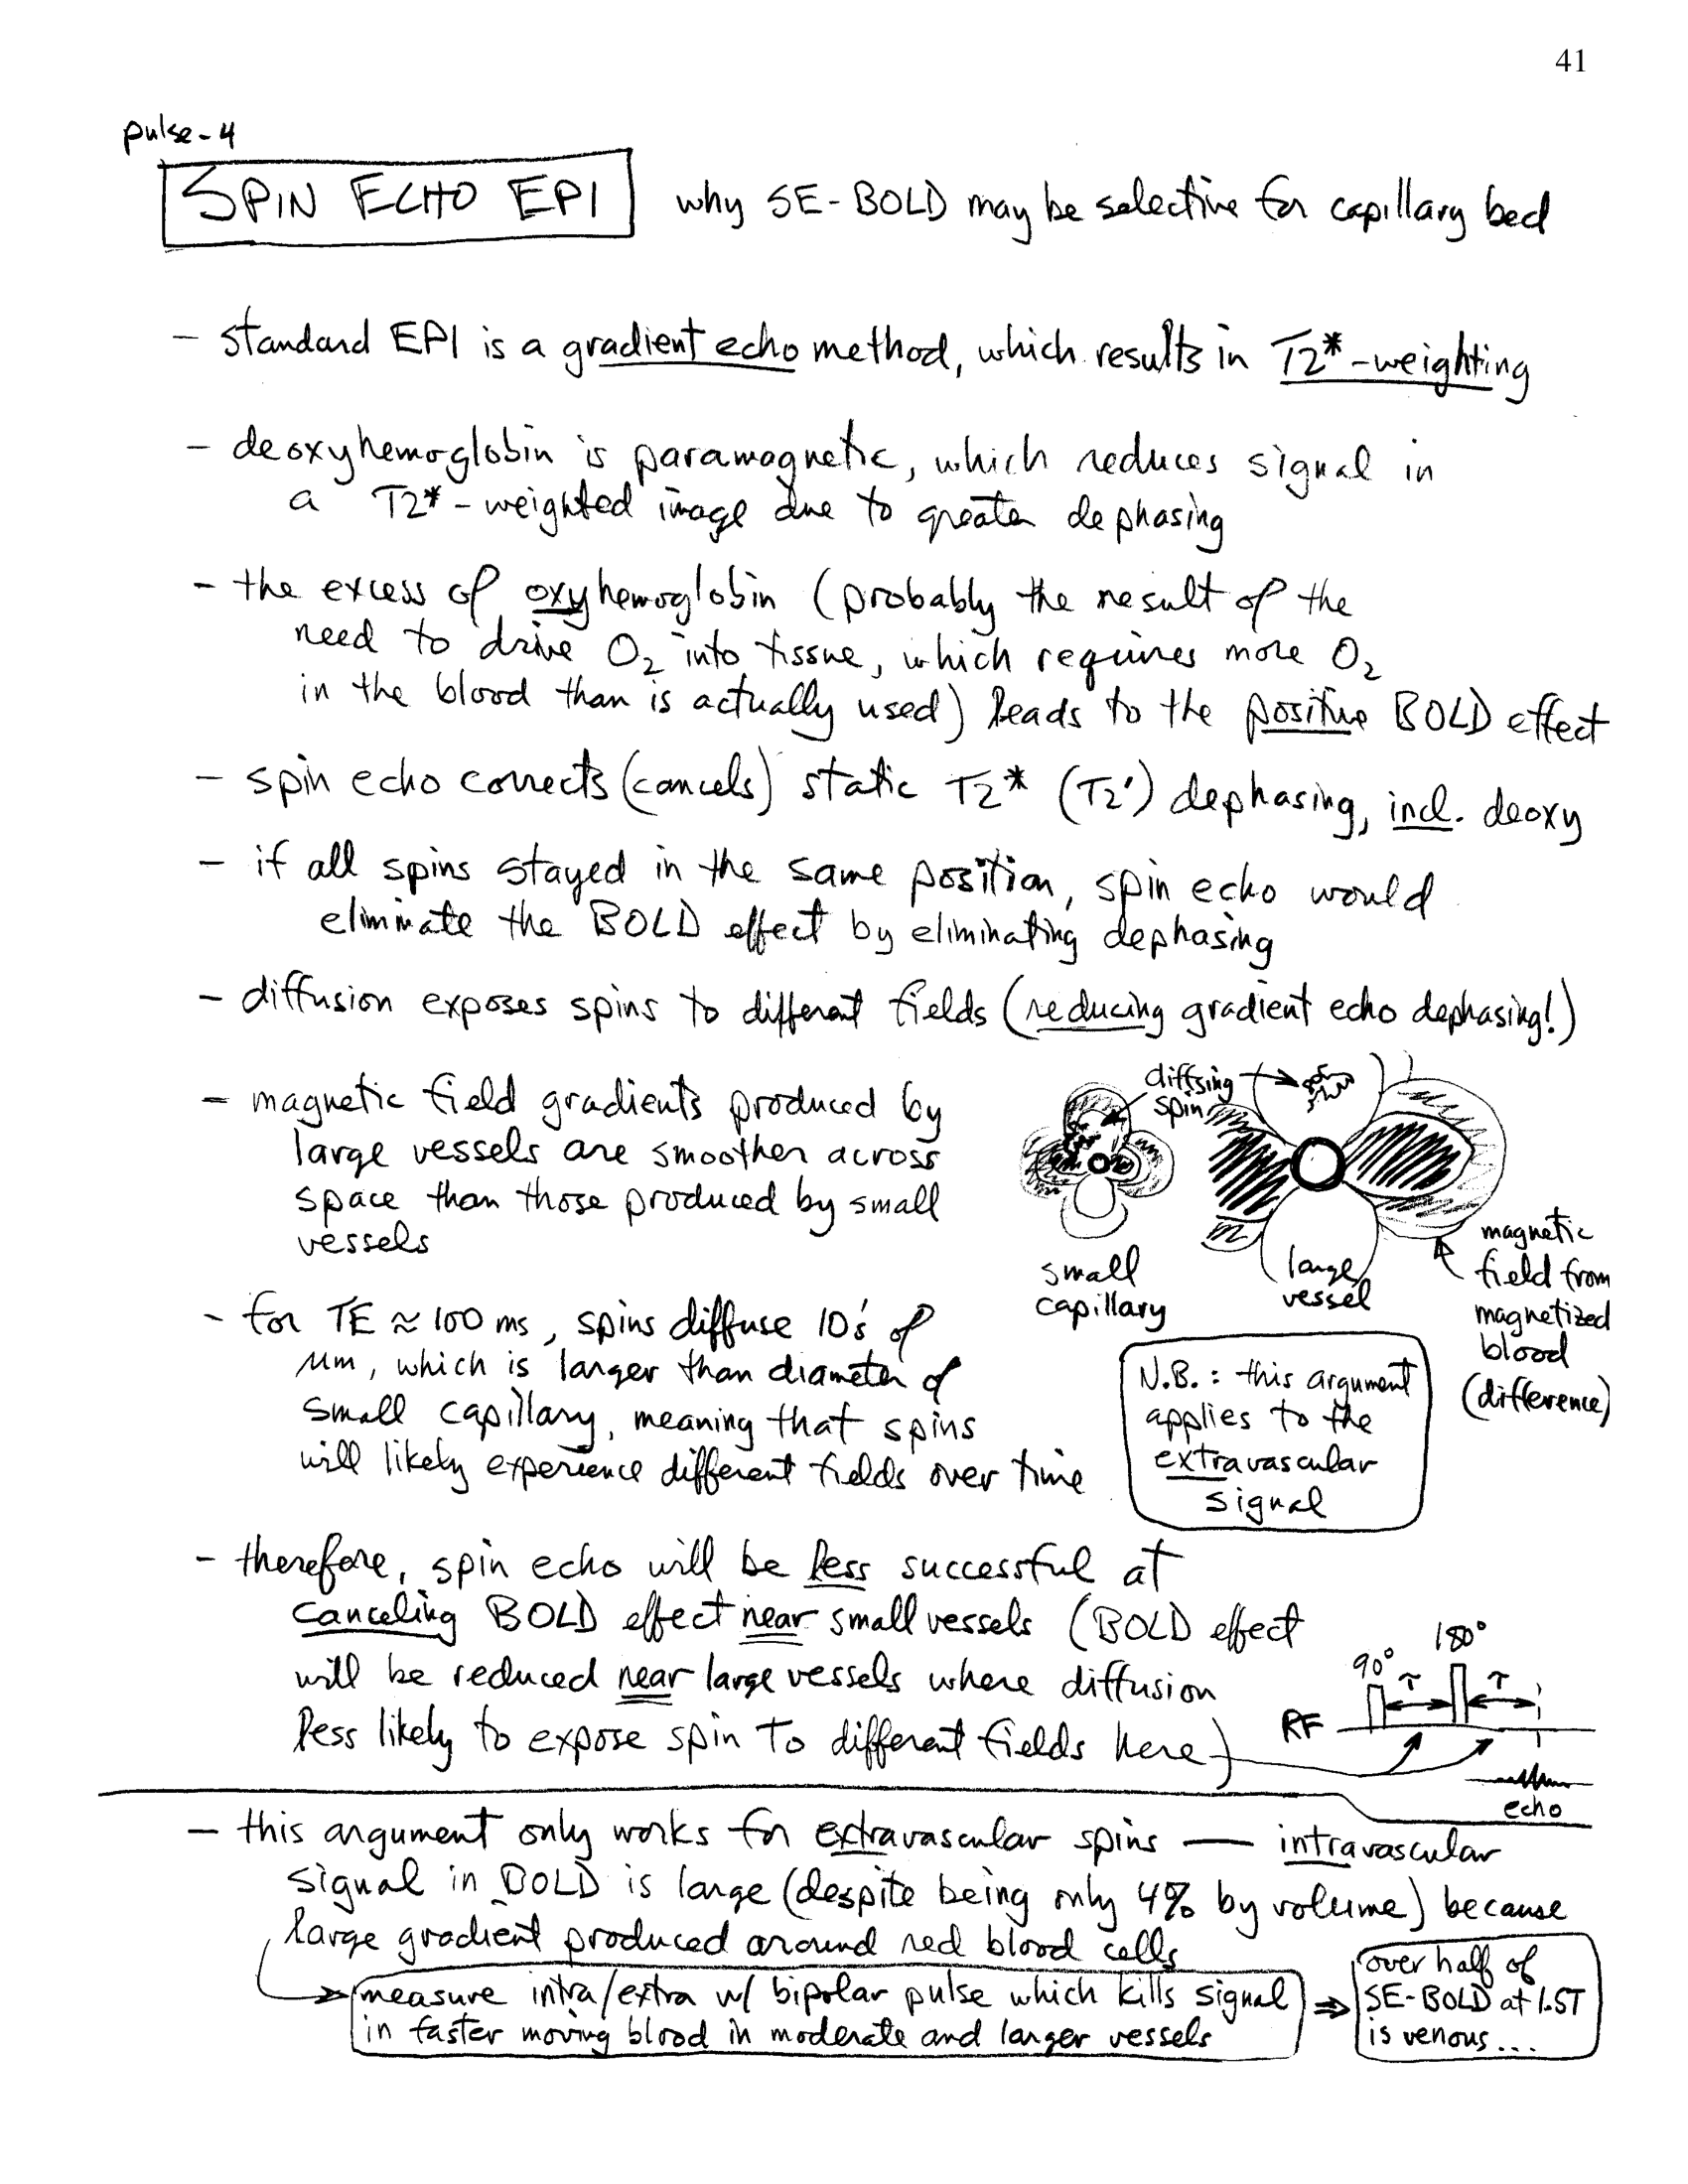 41
pulse-4
SPIN ECHO EPI why SE-BOLD may be selective for capillary bed
- standard EPI is a gradient echo method, which results in T2*-weighting
- deoxyhemoglobin is paramagnetic, which reduces signal in
a T2*-weighted image due to greater dephasing
- the excess of oxyhemoglobin (probably the result of the
need to drive O2 into tissue, which requires more O2
in the blood than is actually used) leads to the positive BOLD effect
- spin echo corrects (cancels) static T2* (T2') dephasing, incl. deoxy
- if all spins stayed in the same position, spin echo would
eliminate the BOLD effect by eliminating dephasing
- diffusion exposes spins to different fields (reducing gradient echo dephasing!)
- magnetic field gradients produced by
large vessels are smoother across
space than those produced by small
vessels
diffsing
spin
small
capillary
large
vessel
magnetic
field from
magnetized
blood
(difference)
- for TE ≈ 100 ms, spins diffuse 10's of
µm, which is larger than diameter of
small capillary, meaning that spins
will likely experience different fields over time
N.B.: this argument
applies to the
extravascular
signal
- therefore, spin echo will be less successful at
canceling BOLD effect near small vessels (BOLD effect
will be reduced near large vessels where diffusion
less likely to expose spin to different fields here)
90° 180°
τ τ
RF
echo
- this argument only works for extravascular spins — intravascular
signal in BOLD is large (despite being only 4% by volume) because
large gradient produced around red blood cells
measure intra/extra w/ bipolar pulse which kills signal
in faster moving blood in moderate and larger vessels
⇒ over half of
SE-BOLD at 1.5T
is venous...